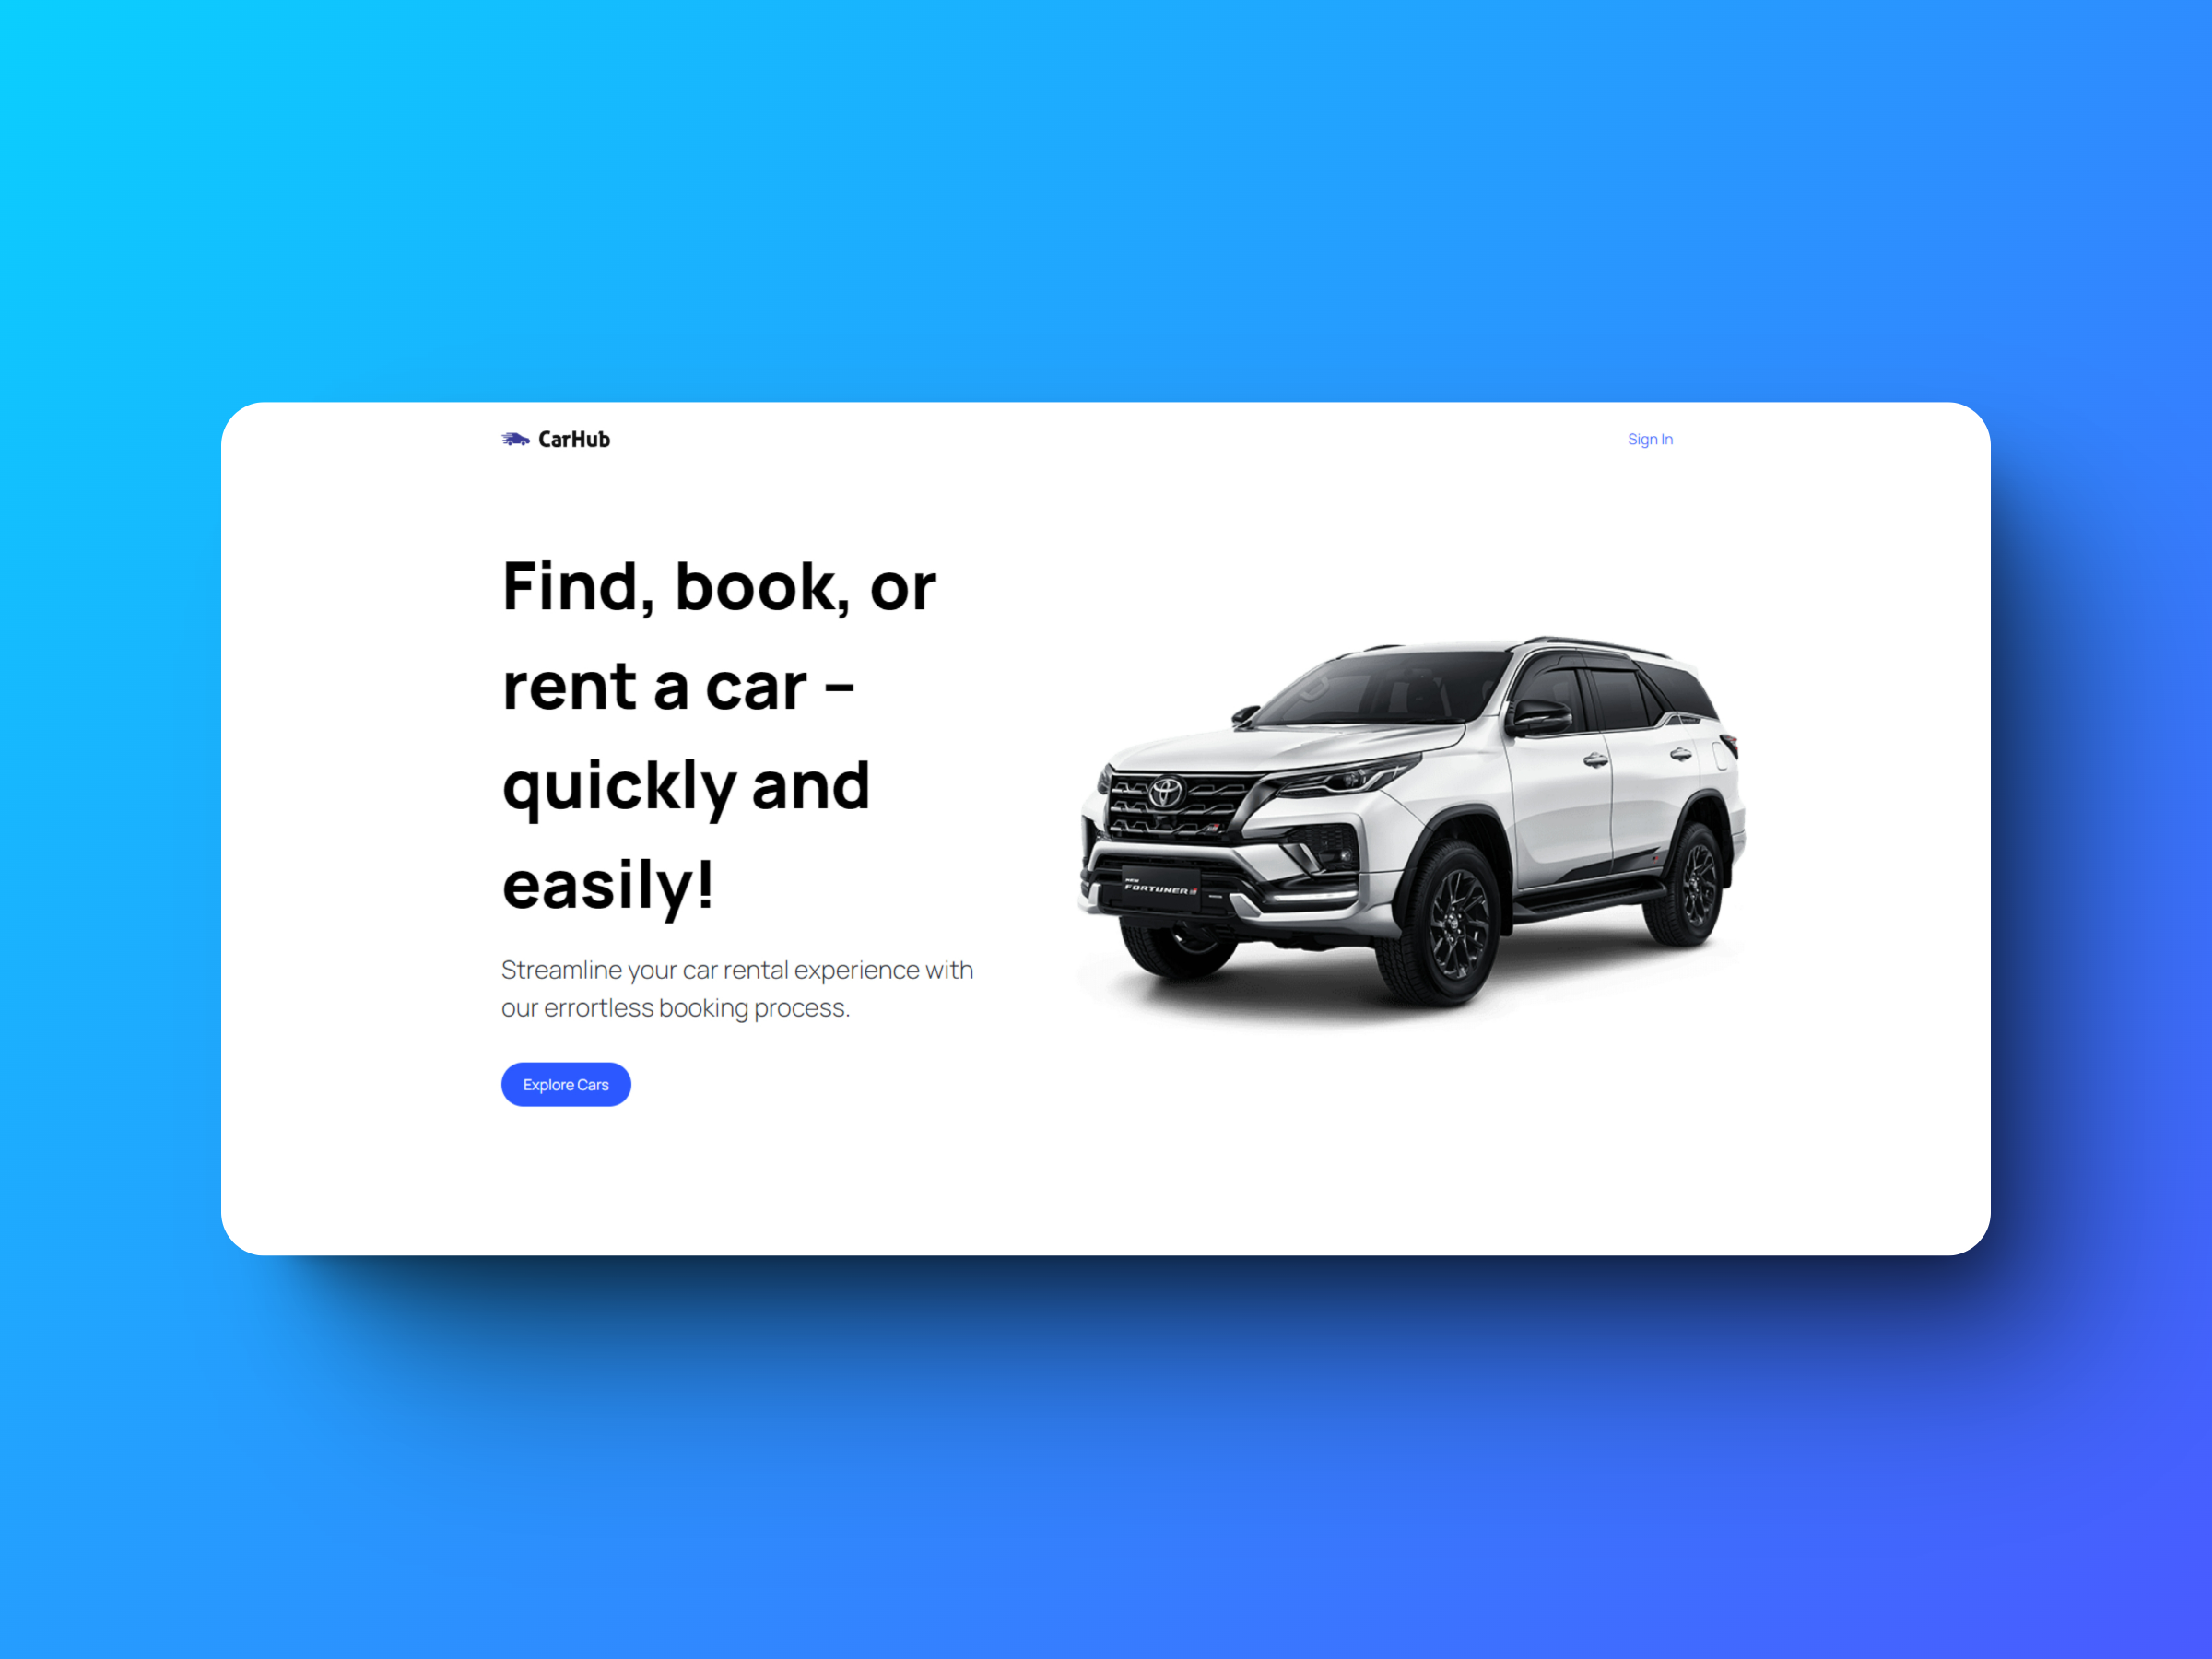 CarHub
Sign In
Find, book, or
rent a car –
quickly and
easily!
Streamline your car rental experience with
our errortless booking process.
Explore Cars
NEW
FORTUNER